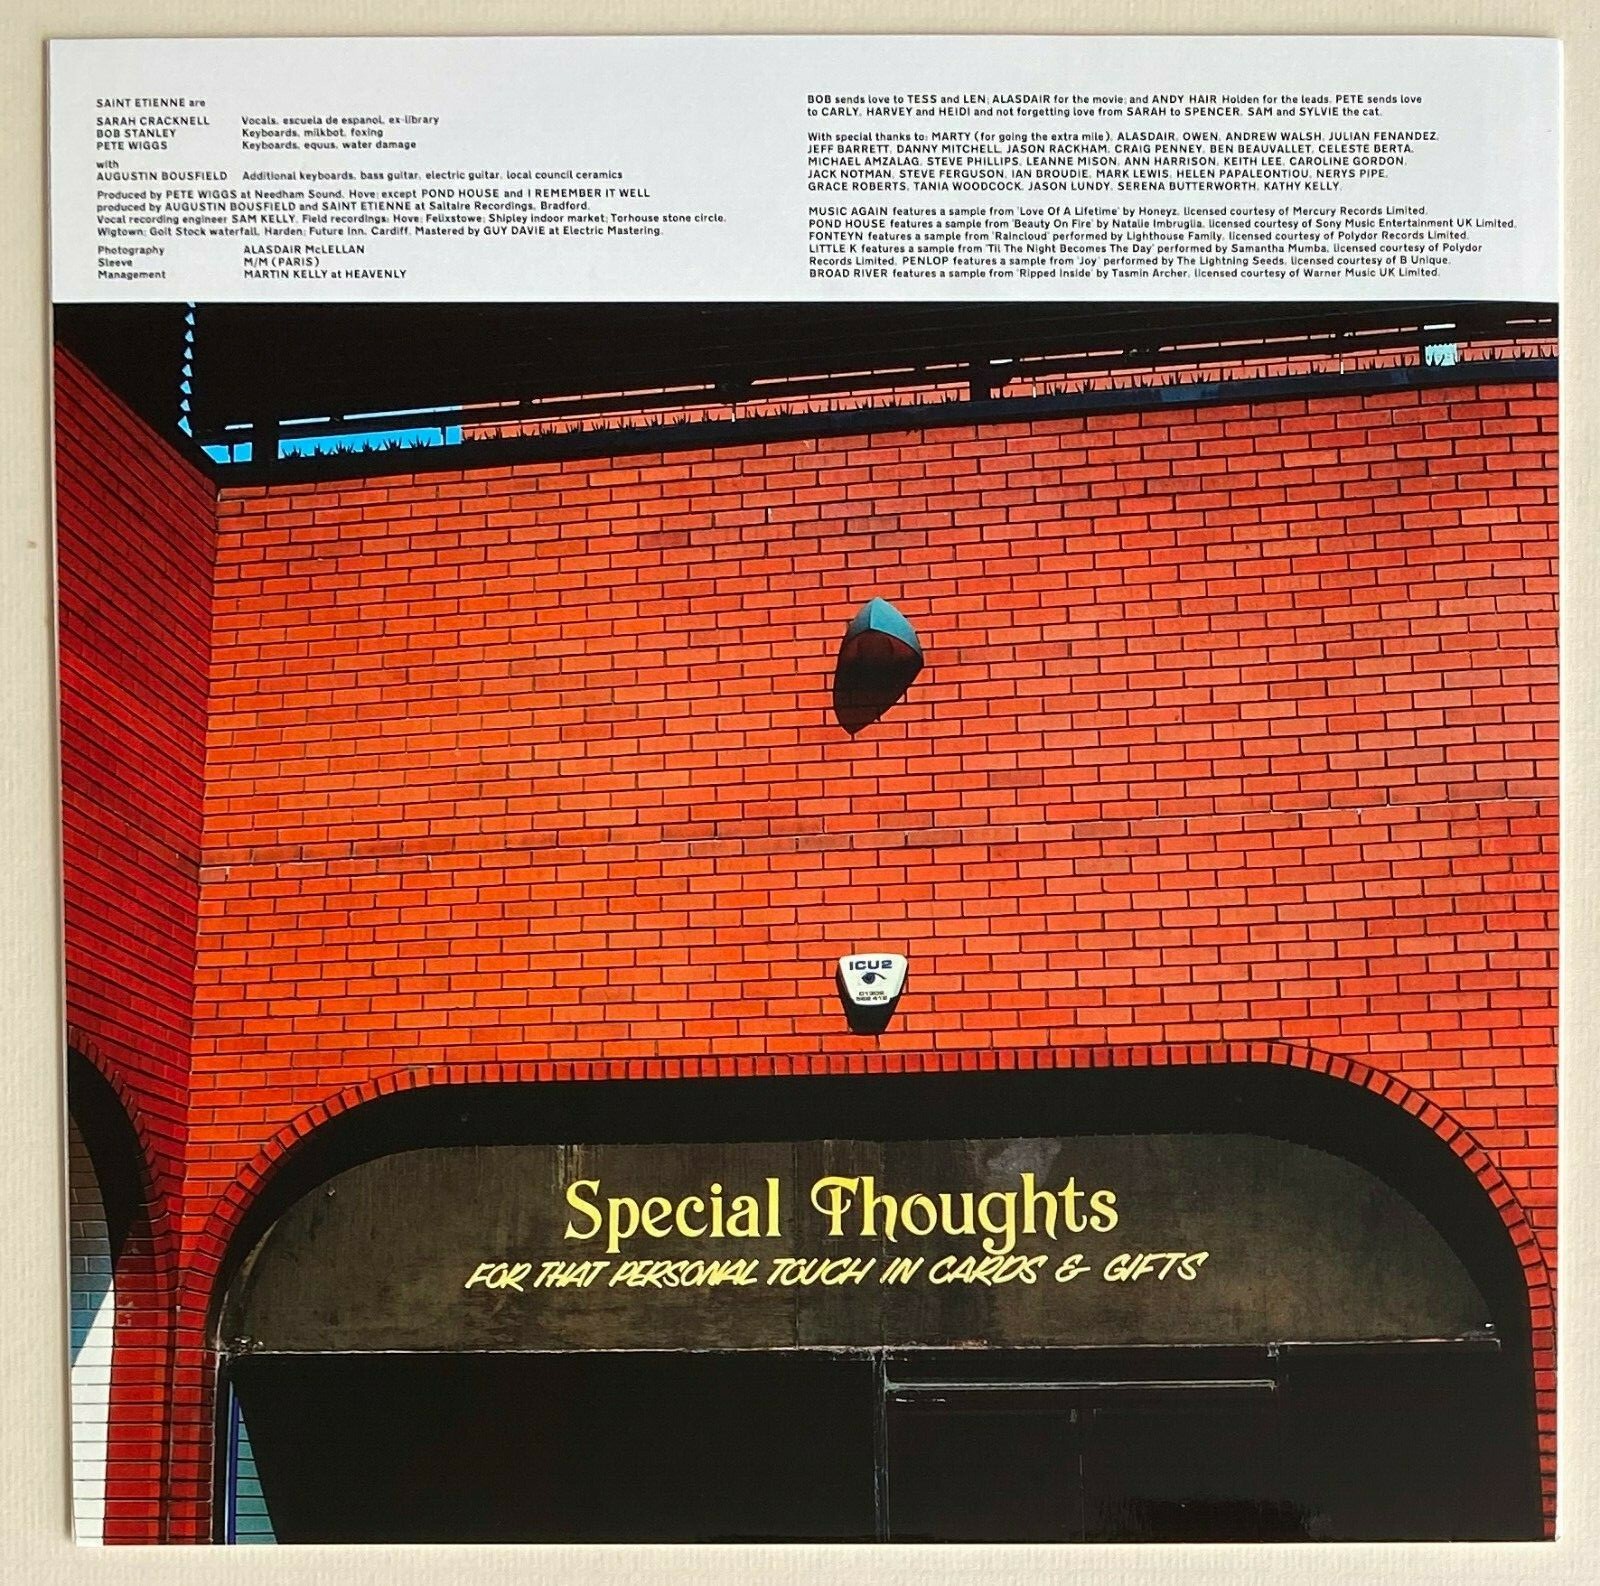 SAINT ETIENNE are
SARAH CRACKNELL Vocals, escuela de espanol, ex-library
BOB STANLEY Keyboards, milkbot, foxing
PETE WIGGS Keyboards, equus, water damage
with
AUGUSTIN BOUSFIELD Additional keyboards, bass guitar, electric guitar, local council ceramics
Produced by PETE WIGGS at Needham Sound, Hove; except POND HOUSE and I REMEMBER IT WELL
produced by AUGUSTIN BOUSFIELD and SAINT ETIENNE at Saltaire Recordings, Bradford.
Vocal recording engineer SAM KELLY. Field recordings: Hove; Felixstowe; Shipley indoor market; Torhouse stone circle,
Wigtown; Goit Stock waterfall, Harden; Future Inn, Cardiff. Mastered by GUY DAVIE at Electric Mastering.
Photography ALASDAIR McLELLAN
Sleeve M/M (PARIS)
Management MARTIN KELLY at HEAVENLY
BOB sends love to TESS and LEN; ALASDAIR for the movie; and ANDY HAIR Holden for the leads. PETE sends love
to CARLY, HARVEY and HEIDI and not forgetting love from SARAH to SPENCER, SAM and SYLVIE the cat.
With special thanks to: MARTY (for going the extra mile), ALASDAIR, OWEN, ANDREW WALSH, JULIAN FENANDEZ,
JEFF BARRETT, DANNY MITCHELL, JASON RACKHAM, CRAIG PENNEY, BEN BEAUVALLET, CELESTE BERTA,
MICHAEL AMZALAG, STEVE PHILLIPS, LEANNE MISON, ANN HARRISON, KEITH LEE, CAROLINE GORDON,
JACK NOTMAN, STEVE FERGUSON, IAN BROUDIE, MARK LEWIS, HELEN PAPALEONTIOU, NERYS PIPE,
GRACE ROBERTS, TANIA WOODCOCK, JASON LUNDY, SERENA BUTTERWORTH, KATHY KELLY.
MUSIC AGAIN features a sample from 'Love Of A Lifetime' by Honeyz, licensed courtesy of Mercury Records Limited.
POND HOUSE features a sample from 'Beauty On Fire' by Natalie Imbruglia, licensed courtesy of Sony Music Entertainment UK Limited.
FONTEYN features a sample from 'Raincloud' performed by Lighthouse Family, licensed courtesy of Polydor Records Limited.
LITTLE K features a sample from 'Til The Night Becomes The Day' performed by Samantha Mumba, licensed courtesy of Polydor
Records Limited. PENLOP features a sample from 'Joy' performed by The Lightning Seeds, licensed courtesy of B Unique.
BROAD RIVER features a sample from 'Ripped Inside' by Tasmin Archer, licensed courtesy of Warner Music UK Limited.
ICU2
Special Thoughts
FOR THAT PERSONAL TOUCH IN CARDS & GIFTS